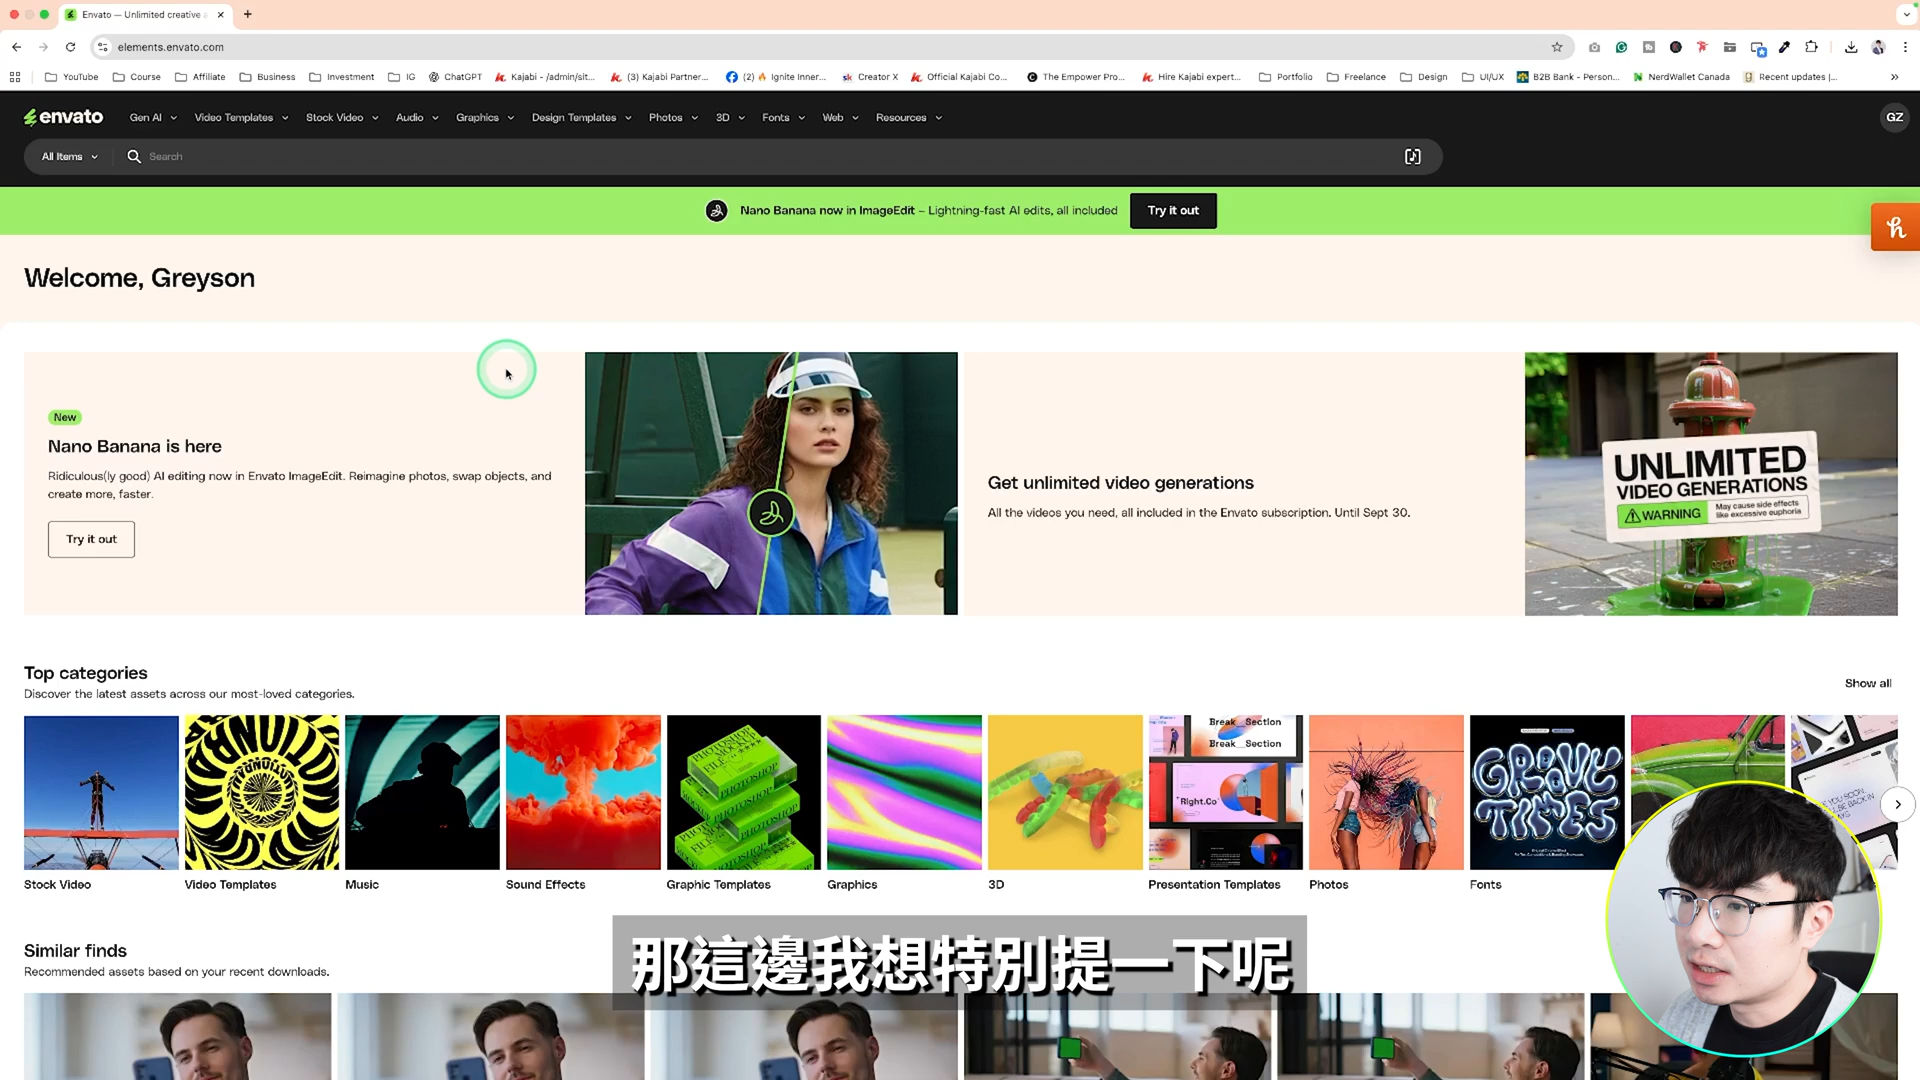 Envato — Unlimited creative a
elements.envato.com
YouTube
Course
Affiliate
Business
Investment
IG
ChatGPT
Kajabi - /admin/sit...
(3) Kajabi Partner...
(2) 🔥 Ignite Inner...
Creator X
Official Kajabi Co...
The Empower Pro...
Hire Kajabi expert...
Portfolio
Freelance
Design
UI/UX
B2B Bank - Person...
NerdWallet Canada
Recent updates |...
envato
Gen AI
Video Templates
Stock Video
Audio
Graphics
Design Templates
Photos
3D
Fonts
Web
Resources
GZ
All Items
Search
Nano Banana now in ImageEdit – Lightning-fast AI edits, all included
Try it out
Welcome, Greyson
New
Nano Banana is here
Ridiculous(ly good) AI editing now in Envato ImageEdit. Reimagine photos, swap objects, and
create more, faster.
Try it out
Get unlimited video generations
All the videos you need, all included in the Envato subscription. Until Sept 30.
UNLIMITED
VIDEO GENERATIONS
WARNING
May cause side effects
like excessive euphoria
Top categories
Discover the latest assets across our most-loved categories.
Show all
PHOTOSHOP
MOCKUP
FILE
Break__Section
Break__Section
Right.Co
GROOVY
TIMES
Stock Video
Video Templates
Music
Sound Effects
Graphic Templates
Graphics
3D
Presentation Templates
Photos
Fonts
Similar finds
Recommended assets based on your recent downloads.
那這邊我想特別提一下呢